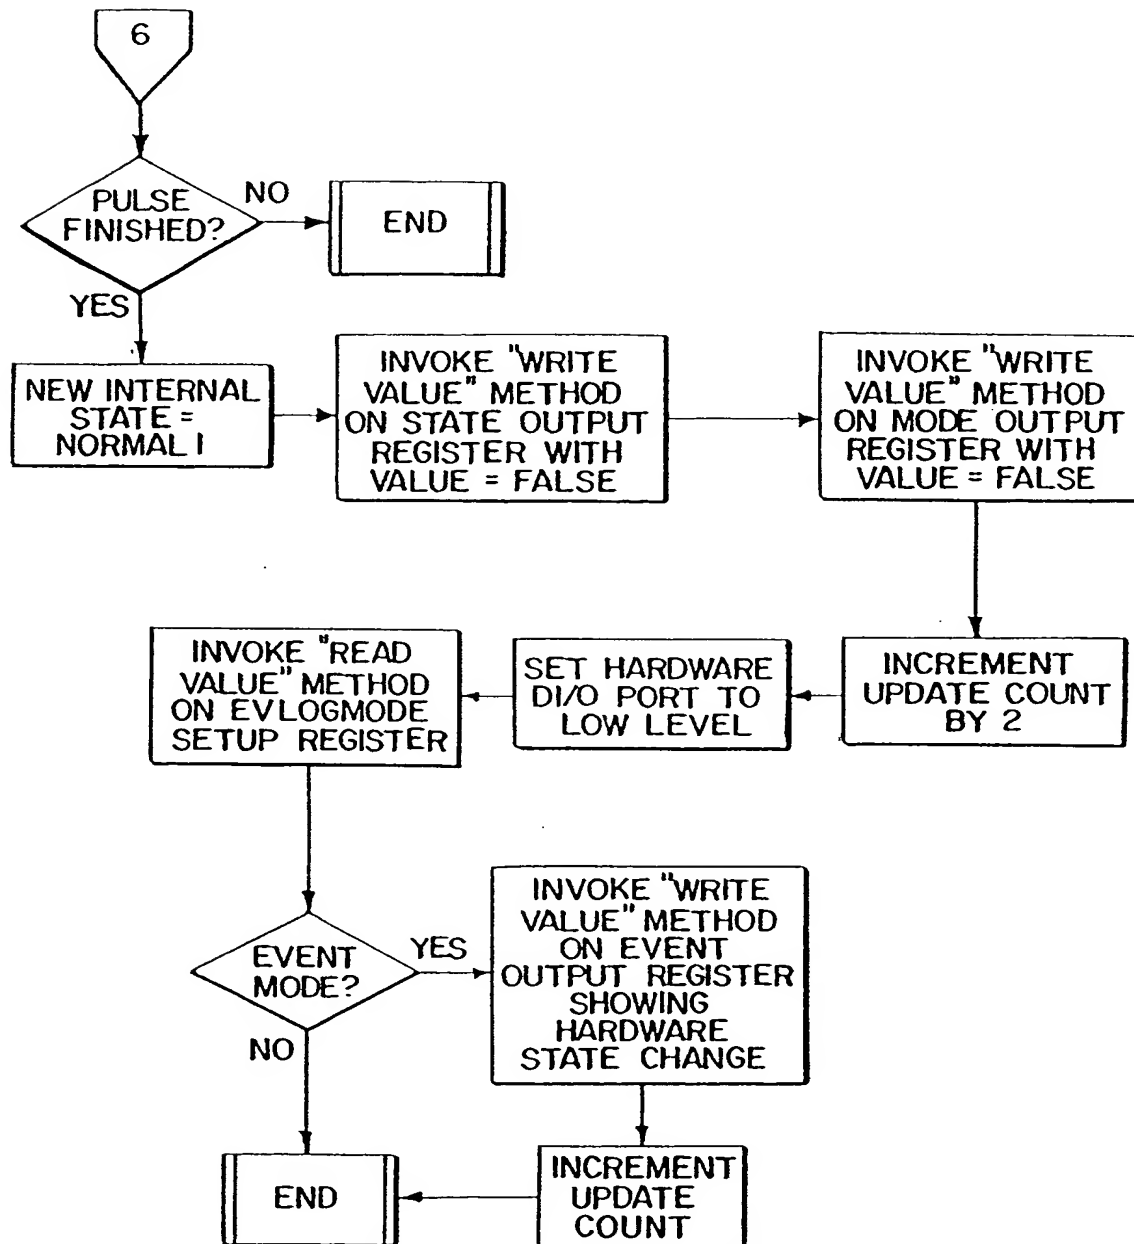 6
PULSE
FINISHED?
NO
END
YES
NEW INTERNAL
STATE =
NORMAL 1
INVOKE "WRITE
VALUE" METHOD
ON STATE OUTPUT
REGISTER WITH
VALUE = FALSE
INVOKE "WRITE
VALUE" METHOD
ON MODE OUTPUT
REGISTER WITH
VALUE = FALSE
INCREMENT
UPDATE COUNT
BY 2
SET HARDWARE
DI/O PORT TO
LOW LEVEL
INVOKE "READ
VALUE" METHOD
ON EVLOGMODE
SETUP REGISTER
EVENT
MODE?
YES
NO
INVOKE "WRITE
VALUE" METHOD
ON EVENT
OUTPUT REGISTER
SHOWING
HARDWARE
STATE CHANGE
INCREMENT
UPDATE
COUNT
END